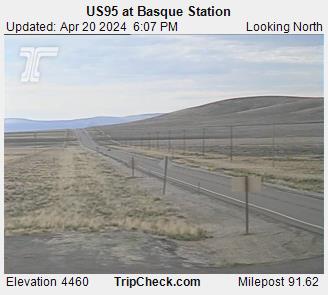 US95 at Basque Station
Updated: Apr 20 2024 6:07 PM Looking North
Elevation 4460 TripCheck.com Milepost 91.62